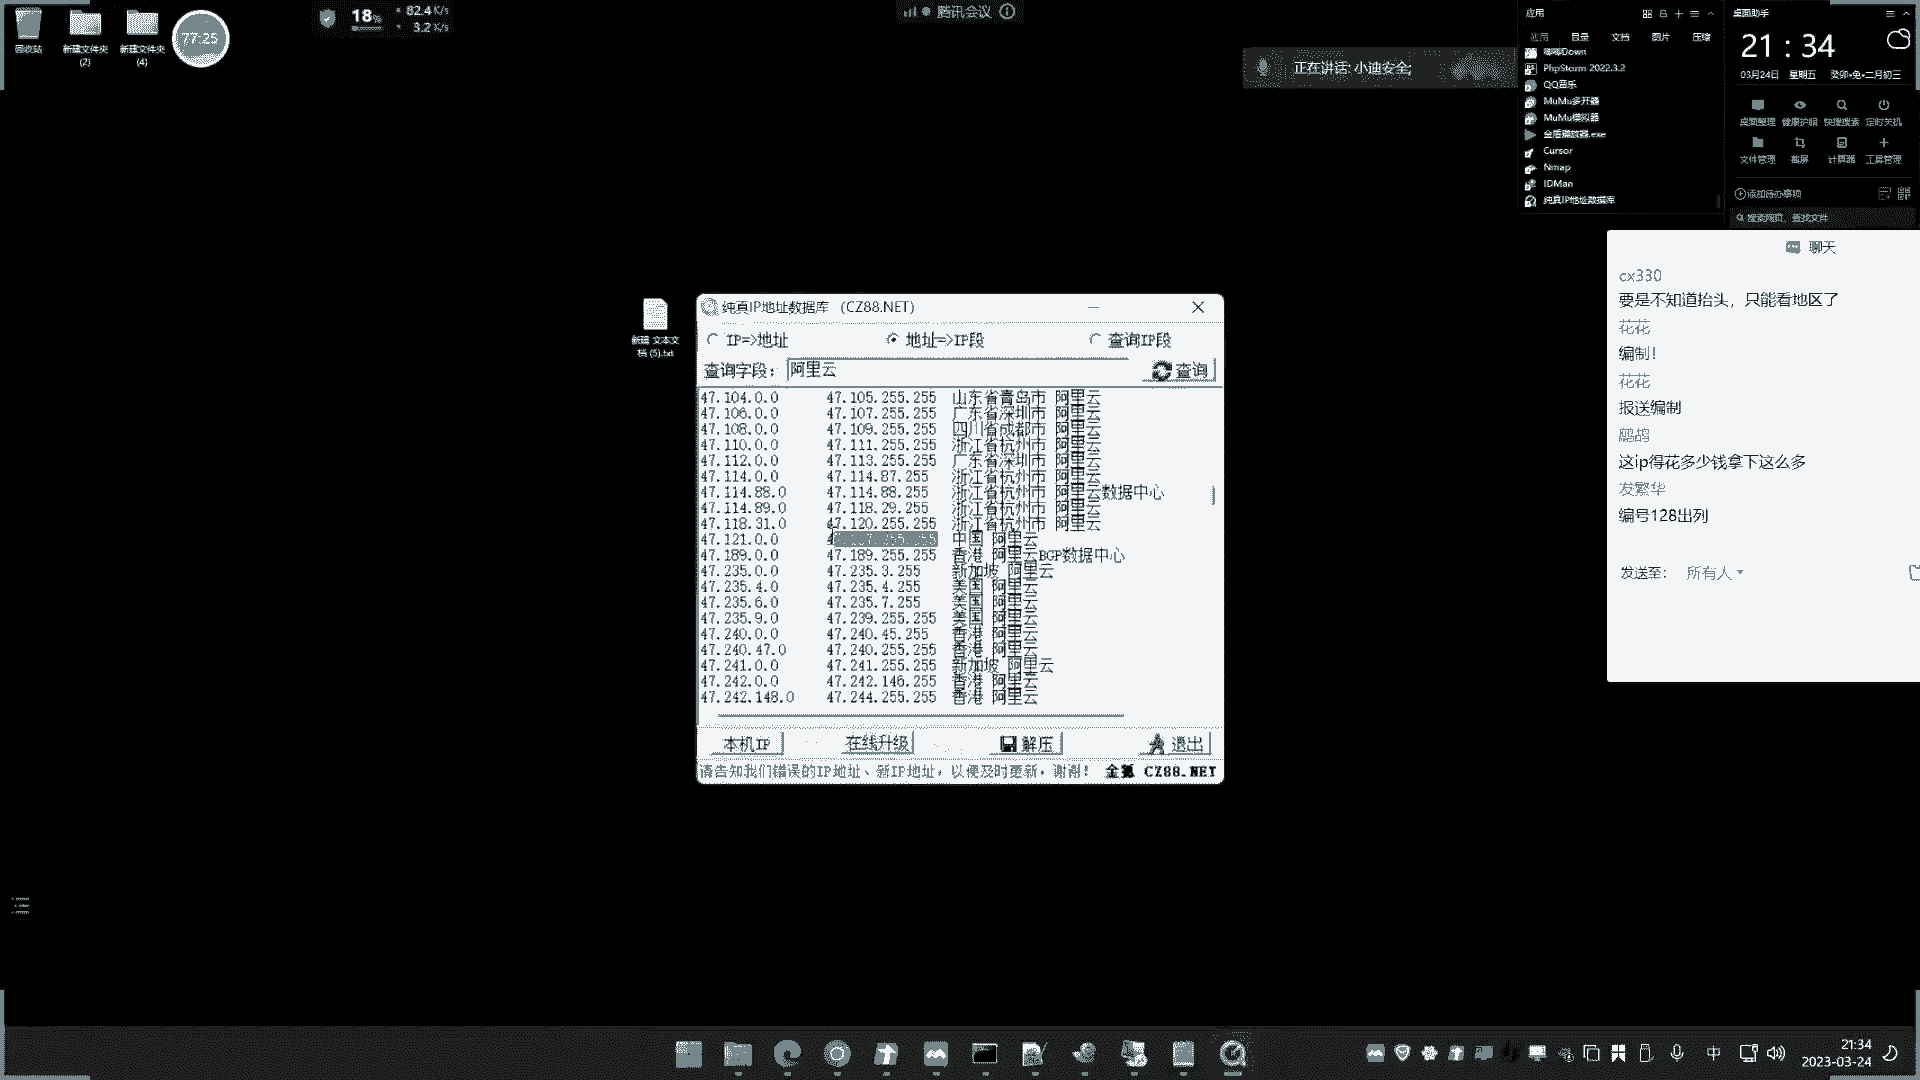 回收站
新建文件夹
(2)
新建文件夹
(4)
77:25
18%
82.4 K/s
3.2 K/s
腾讯会议
正在讲话: 小迪安全;
应用
应用
目录
文档
图片
压缩
PhpStorm 2022.3.2
QQ音乐
MuMu多开器
MuMu模拟器
金盾播放器.exe
Cursor
Nmap
IDMan
纯真IP地址数据库
桌面助手
21 : 34
03月24日 星期五 癸卯•兔•二月初三
桌面整理
健康护眼
快捷搜索
定时关机
文件管理
截屏
计算器
工具管理
添加待办事项
搜索网页、查找文件
聊天
cx330
要是不知道抬头，只能看地区了
花花
编制！
花花
报送编制
鹧鸪
这ip得花多少钱拿下这么多
发繁华
编号128出列
发送至：
所有人
新建 文本文
档 (5).txt
纯真IP地址数据库 （CZ88.NET）
IP=>地址
地址=>IP段
查询IP段
查询字段：
阿里云
查询
47.104.0.0 47.105.255.255 山东省青岛市 阿里云
47.106.0.0 47.107.255.255 广东省深圳市 阿里云
47.108.0.0 47.109.255.255 四川省成都市 阿里云
47.110.0.0 47.111.255.255 浙江省杭州市 阿里云
47.112.0.0 47.113.255.255 广东省深圳市 阿里云
47.114.0.0 47.114.87.255 浙江省杭州市 阿里云
47.114.88.0 47.114.88.255 浙江省杭州市 阿里云数据中心
47.114.89.0 47.118.29.255 浙江省杭州市 阿里云
47.118.31.0 47.120.255.255 浙江省杭州市 阿里云
47.121.0.0 中国 阿里云
47.189.0.0 47.189.255.255 香港 阿里云BGP数据中心
47.235.0.0 47.235.3.255 新加坡 阿里云
47.235.4.0 47.235.4.255 美国 阿里云
47.235.6.0 47.235.7.255 美国 阿里云
47.235.9.0 47.239.255.255 美国 阿里云
47.240.0.0 47.240.45.255 香港 阿里云
47.240.47.0 47.240.255.255 香港 阿里云
47.241.0.0 47.241.255.255 新加坡 阿里云
47.242.0.0 47.242.146.255 香港 阿里云
47.242.148.0 47.244.255.255 香港 阿里云
本机IP
在线升级
解压
退出
请告知我们错误的IP地址、新IP地址，以便及时更新，谢谢！
金狐 CZ88.NET
中
21:34
2023-03-24